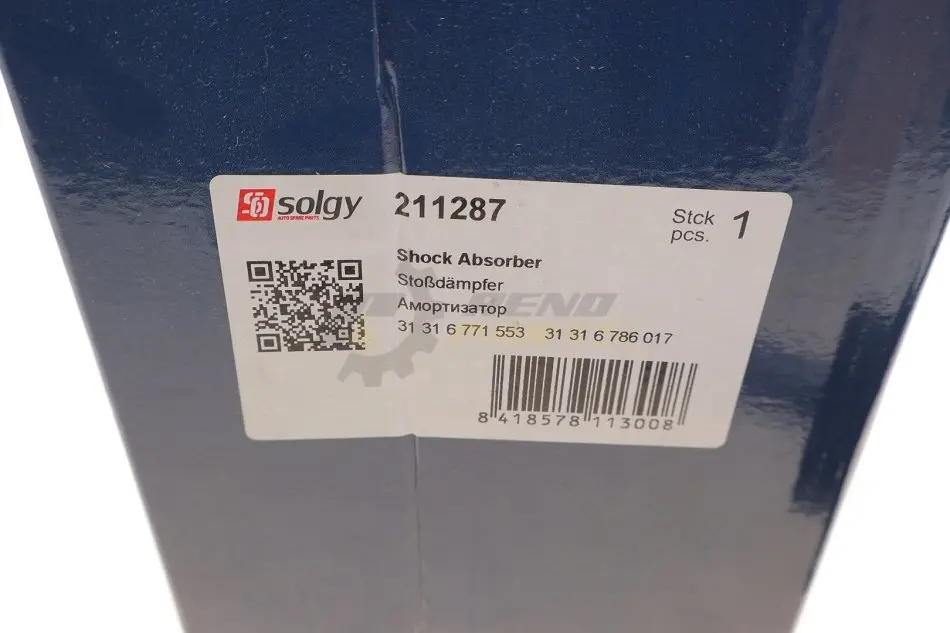 solgy 211287 Stck 1
AUTO SPARE PARTS pcs.
Shock Absorber
Stoßdämpfer
Амортизатор
31 31 6 771 553 31 31 6 786 017
8 418578 113008